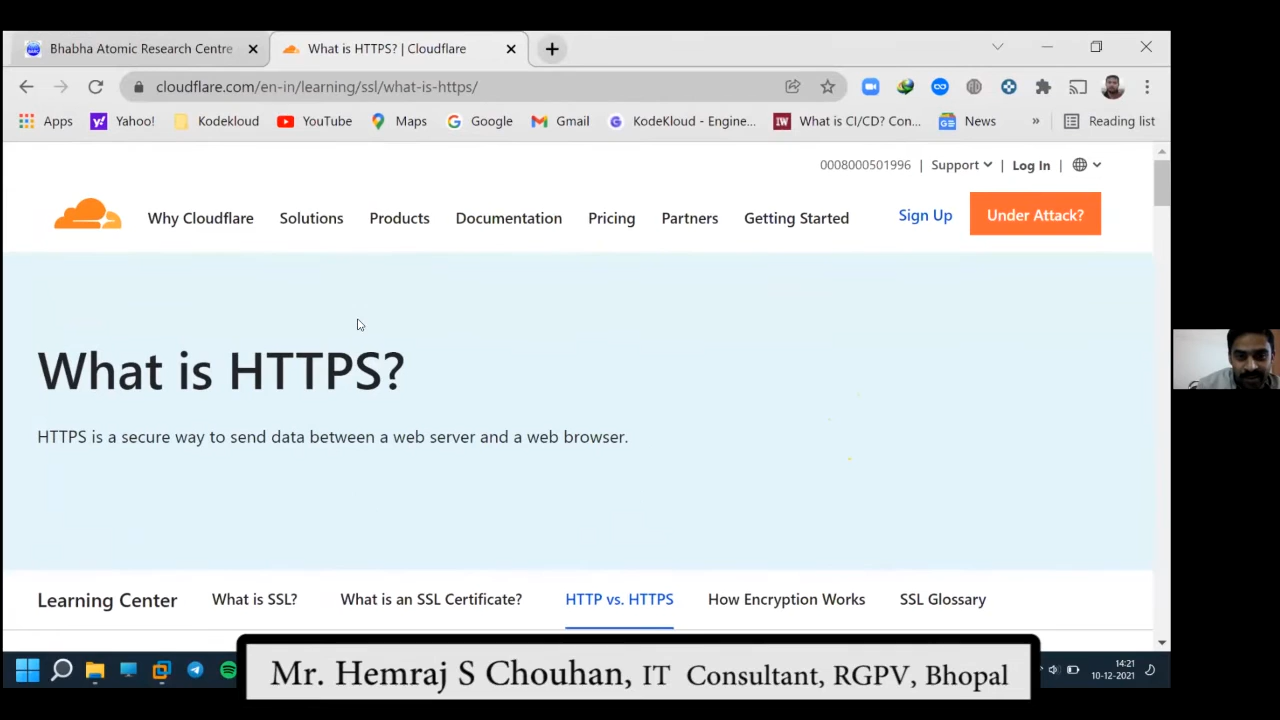 Bhabha Atomic Research Centre
What is HTTPS? | Cloudflare
cloudflare.com/en-in/learning/ssl/what-is-https/
Apps Yahoo! Kodekloud YouTube Maps Google Gmail KodeKloud - Engine... IW What is CI/CD? Con... News » Reading list
0008000501996 | Support | Log In |
Why Cloudflare Solutions Products Documentation Pricing Partners Getting Started Sign Up Under Attack?
What is HTTPS?
HTTPS is a secure way to send data between a web server and a web browser.
Learning Center What is SSL? What is an SSL Certificate? HTTP vs. HTTPS How Encryption Works SSL Glossary
Mr. Hemraj S Chouhan, IT Consultant, RGPV, Bhopal
14:21
10-12-2021